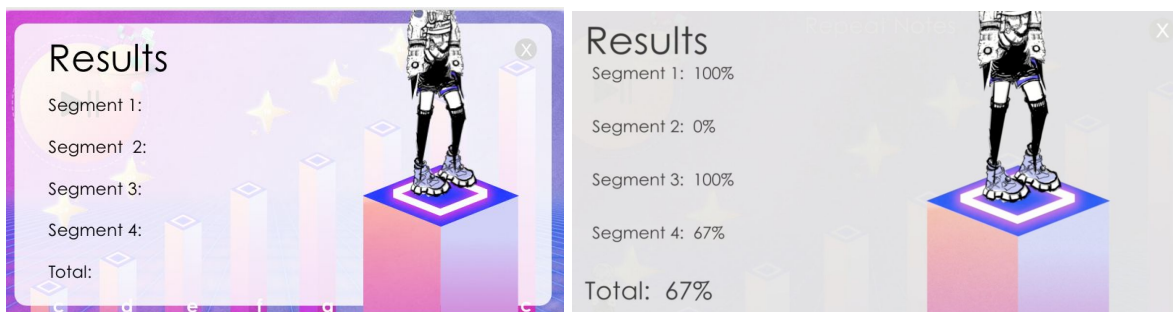 Results
X
Segment 1:
Segment  2:
Segment 3:
Segment 4:
Total:
c d e f g c
Results
X
Segment 1:  100%
Segment 2:  0%
Segment 3:  100%
Segment 4:  67%
Total:  67%